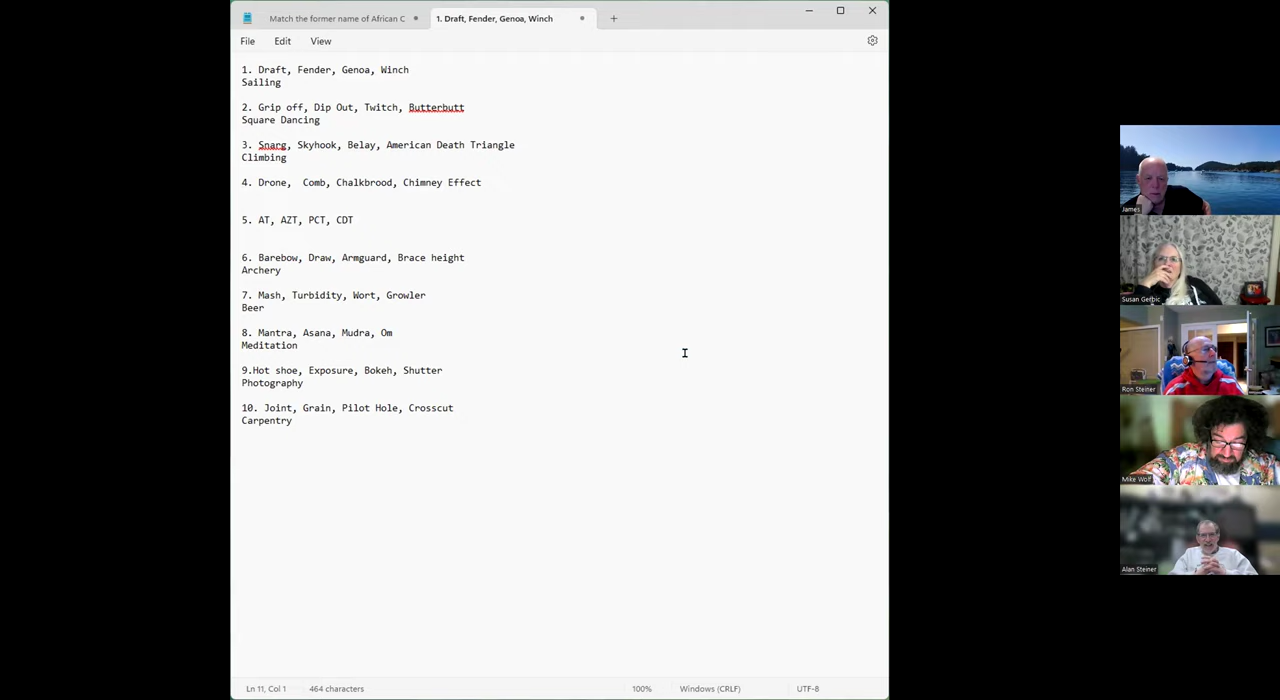 Match the former name of African C
1. Draft, Fender, Genoa, Winch
File Edit View
1. Draft, Fender, Genoa, Winch
Sailing
2. Grip off, Dip Out, Twitch, Butterbutt
Square Dancing
3. Snarg, Skyhook, Belay, American Death Triangle
Climbing
4. Drone,  Comb, Chalkbrood, Chimney Effect
5. AT, AZT, PCT, CDT
6. Barebow, Draw, Armguard, Brace height
Archery
7. Mash, Turbidity, Wort, Growler
Beer
8. Mantra, Asana, Mudra, Om
Meditation
9.Hot shoe, Exposure, Bokeh, Shutter
Photography
10. Joint, Grain, Pilot Hole, Crosscut
Carpentry
Ln 11, Col 1 464 characters 100% Windows (CRLF) UTF-8
James
Susan Gerbic
Ron Steiner
Mike Wolf
Alan Steiner